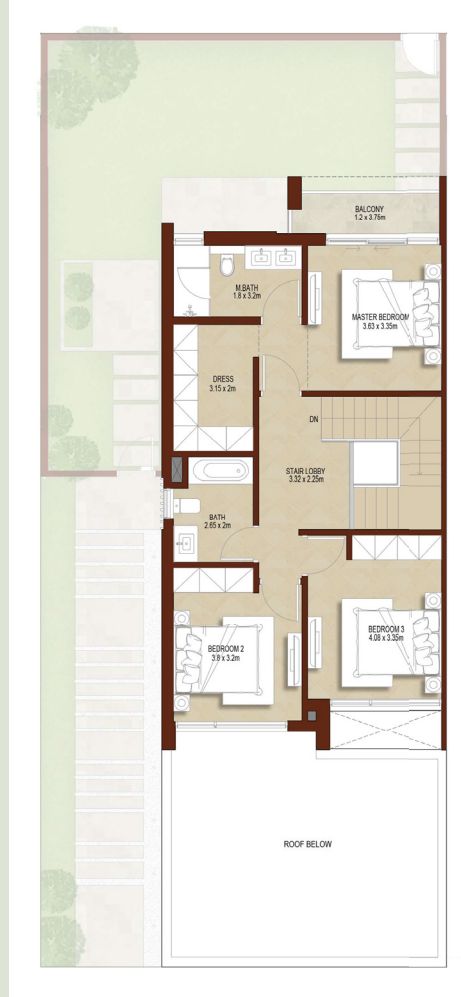 BALCONY
1.2 x 3.75m
M.BATH
1.8 x 3.2m
MASTER BEDROOM
3.63 x 3.35m
DRESS
3.15 x 2m
DN
STAIR LOBBY
3.32 x 2.25m
BATH
2.65 x 2m
BEDROOM 2
3.6 x 3.2m
BEDROOM 3
4.08 x 3.35m
ROOF BELOW